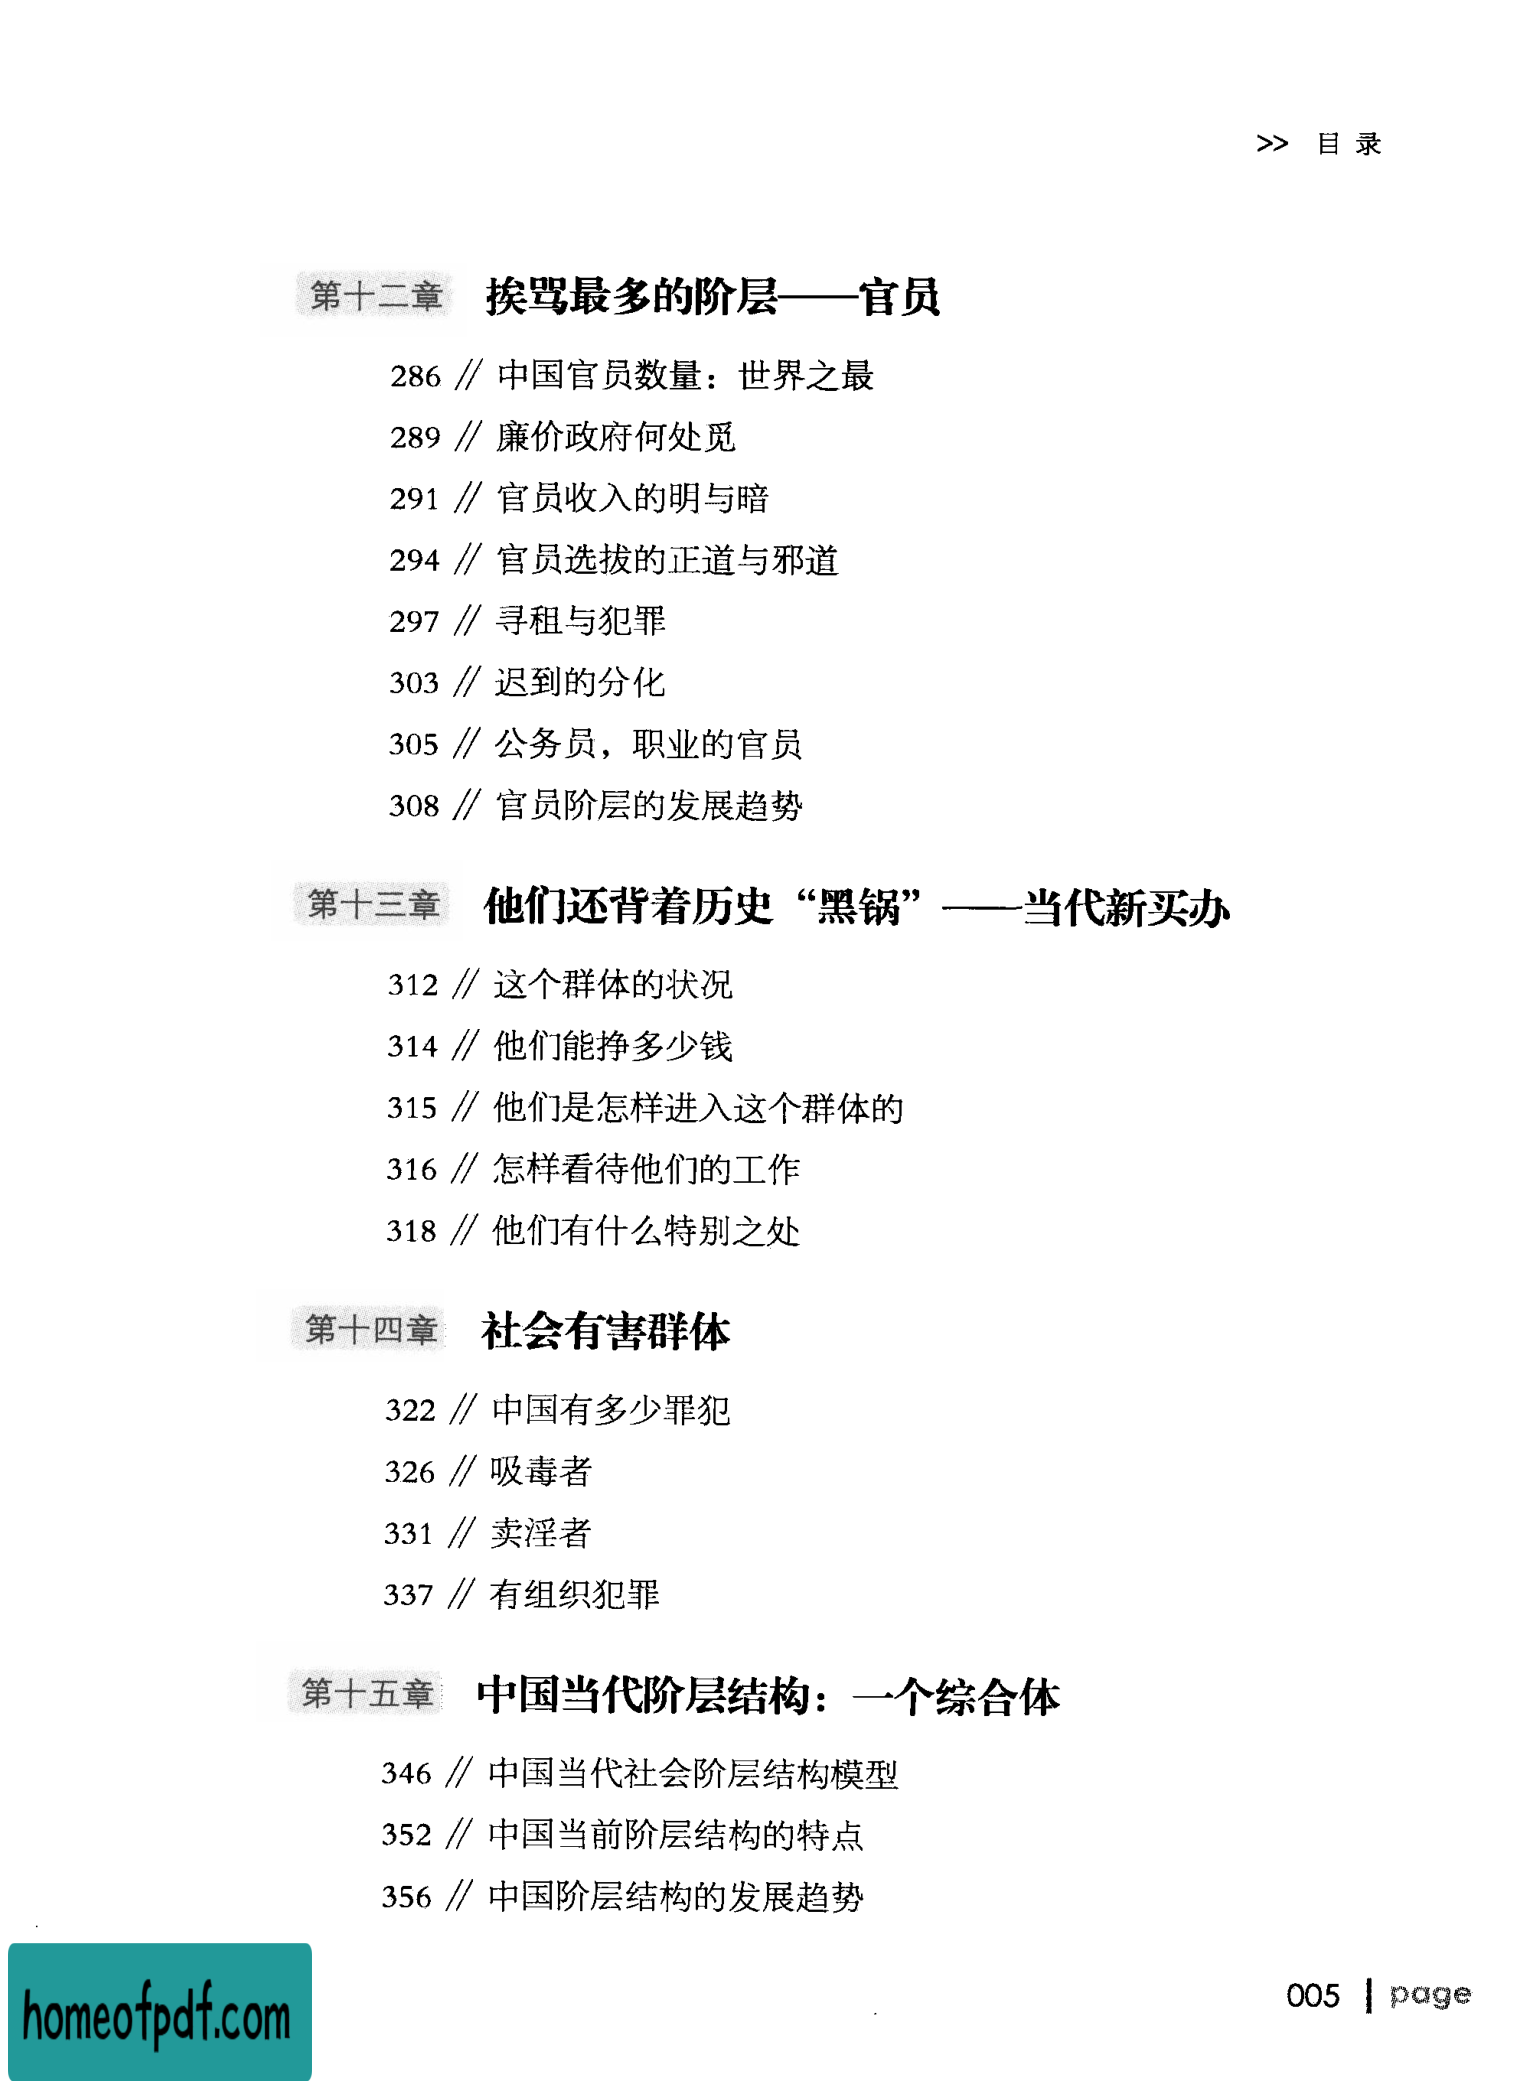 >> 目 录
第十二章 挨骂最多的阶层——官员
286 // 中国官员数量：世界之最
289 // 廉价政府何处觅
291 // 官员收入的明与暗
294 // 官员选拔的正道与邪道
297 // 寻租与犯罪
303 // 迟到的分化
305 // 公务员，职业的官员
308 // 官员阶层的发展趋势
第十三章 他们还背着历史“黑锅”——当代新买办
312 // 这个群体的状况
314 // 他们能挣多少钱
315 // 他们是怎样进入这个群体的
316 // 怎样看待他们的工作
318 // 他们有什么特别之处
第十四章 社会有害群体
322 // 中国有多少罪犯
326 // 吸毒者
331 // 卖淫者
337 // 有组织犯罪
第十五章 中国当代阶层结构：一个综合体
346 // 中国当代社会阶层结构模型
352 // 中国当前阶层结构的特点
356 // 中国阶层结构的发展趋势
homeofpdf.com
005 | page